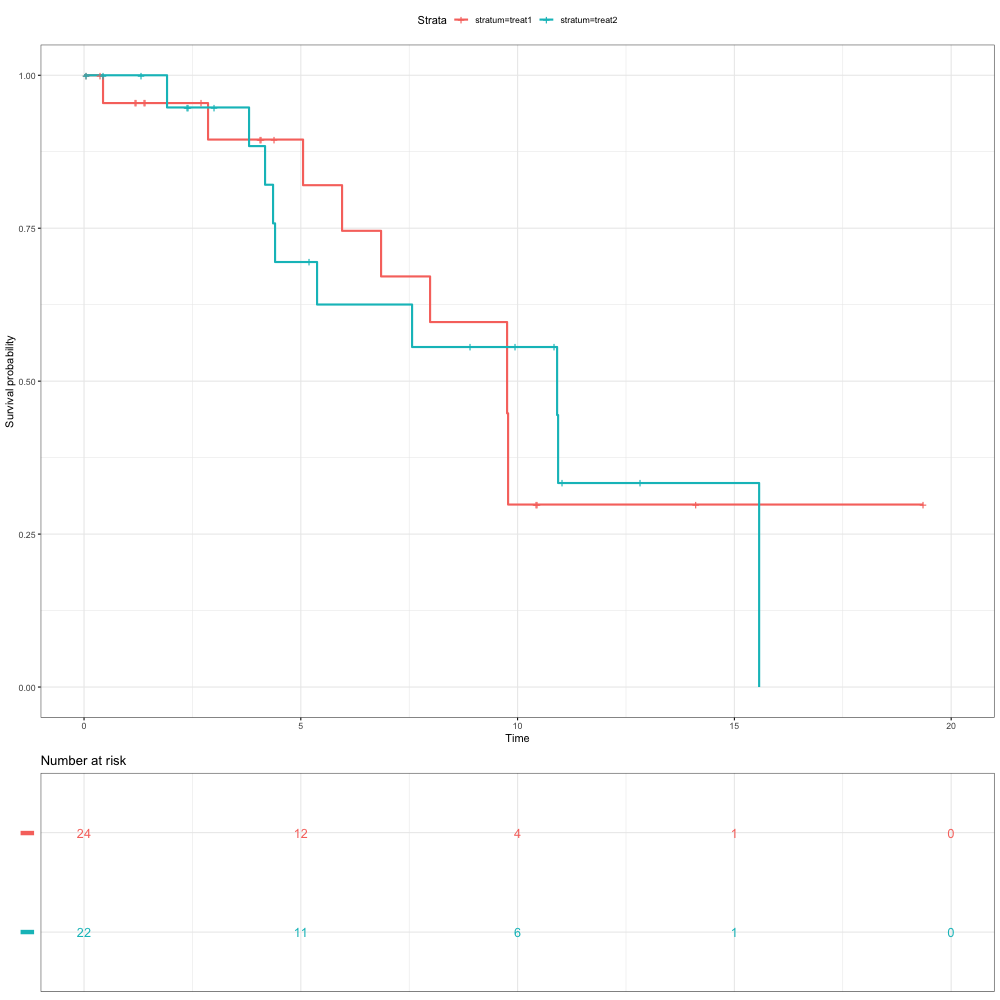 Strata stratum=treat1 stratum=treat2
1.00
0.75
0.50
0.25
0.00
Survival probability
0 5 10 15 20
Time
Number at risk
24 12 4 1 0
22 11 6 1 0